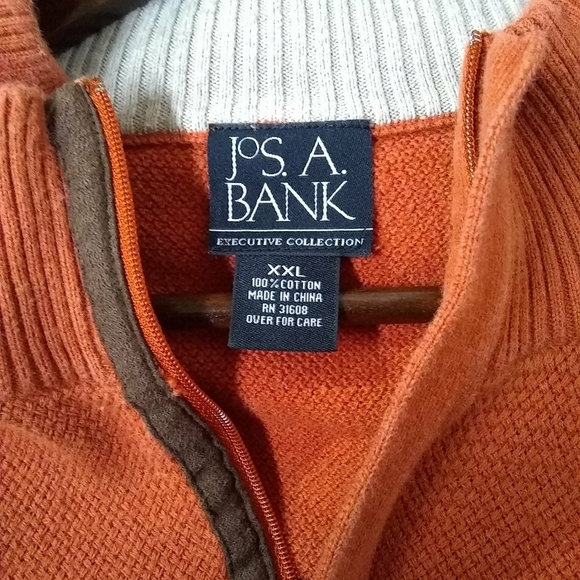 JOS. A.
BANK
EXECUTIVE COLLECTION
XXL
100% COTTON
MADE IN CHINA
RN 31608
OVER FOR CARE